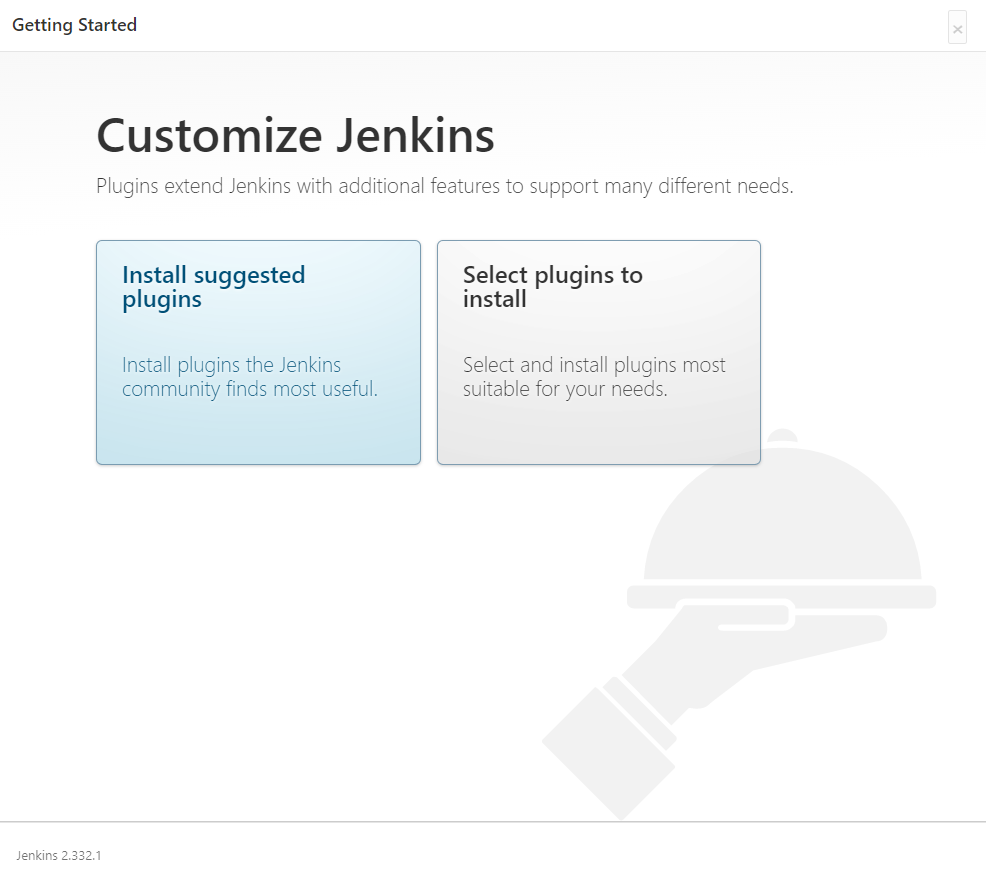 Getting Started
×
Customize Jenkins
Plugins extend Jenkins with additional features to support many different needs.
Install suggested
plugins
Install plugins the Jenkins
community finds most useful.
Select plugins to
install
Select and install plugins most
suitable for your needs.
Jenkins 2.332.1